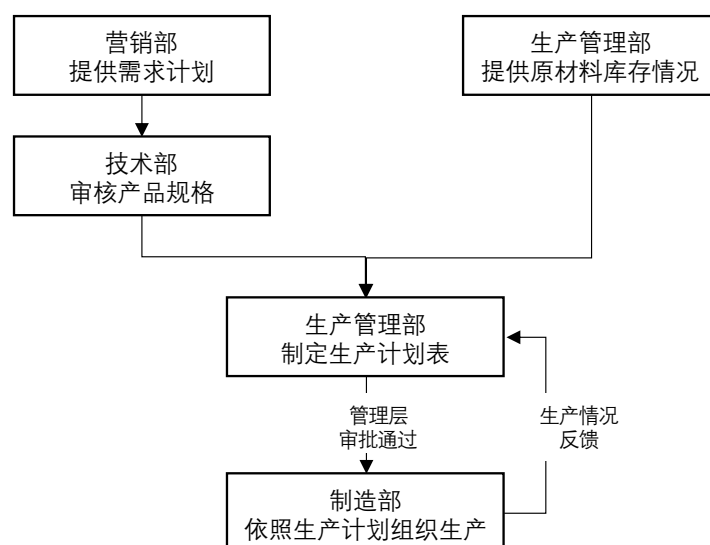 营销部
提供需求计划
生产管理部
提供原材料库存情况
技术部
审核产品规格
生产管理部
制定生产计划表
管理层
审批通过
生产情况
反馈
制造部
依照生产计划组织生产